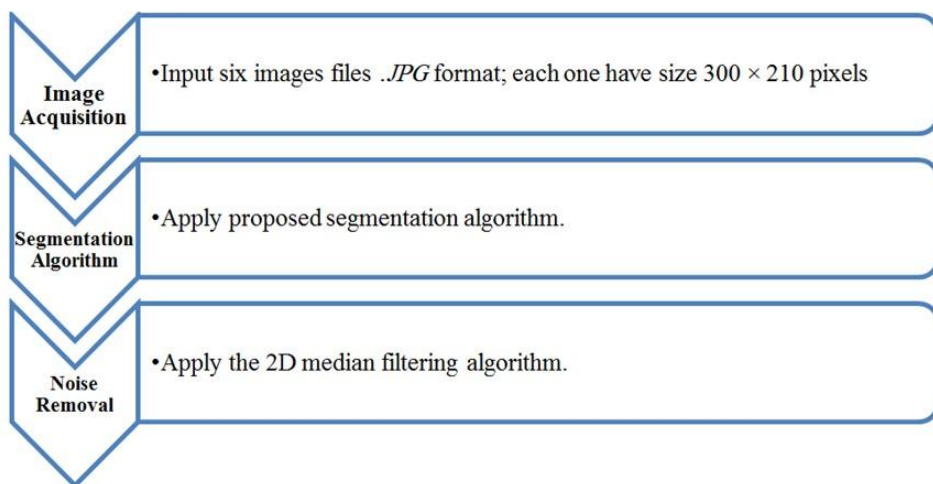 Image
Acquisition
•Input six images files .JPG format; each one have size 300 × 210 pixels
Segmentation
Algorithm
•Apply proposed segmentation algorithm.
Noise
Removal
•Apply the 2D median filtering algorithm.